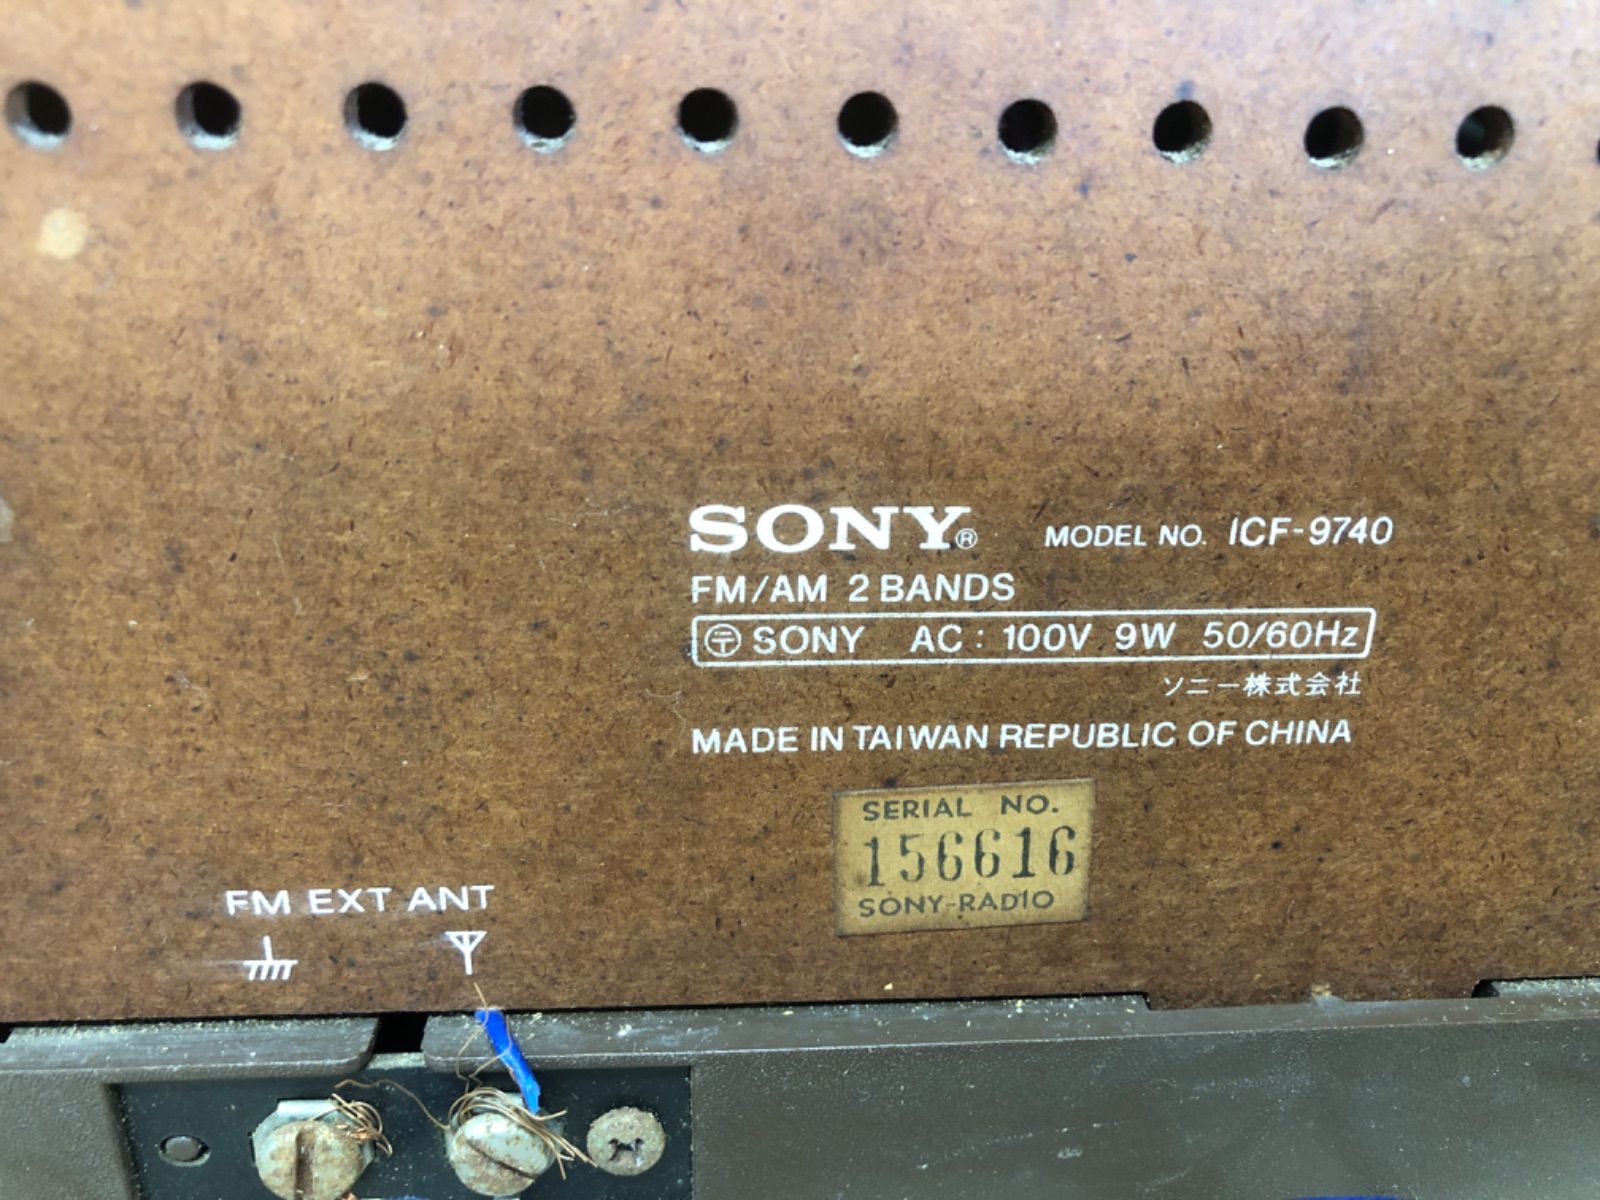 SONY® MODEL NO. ICF-9740
FM/AM 2 BANDS
〒 SONY AC: 100V 9W 50/60Hz
ソニー株式会社
MADE IN TAIWAN REPUBLIC OF CHINA
SERIAL NO.
156616
SONY-RADIO
FM EXT ANT